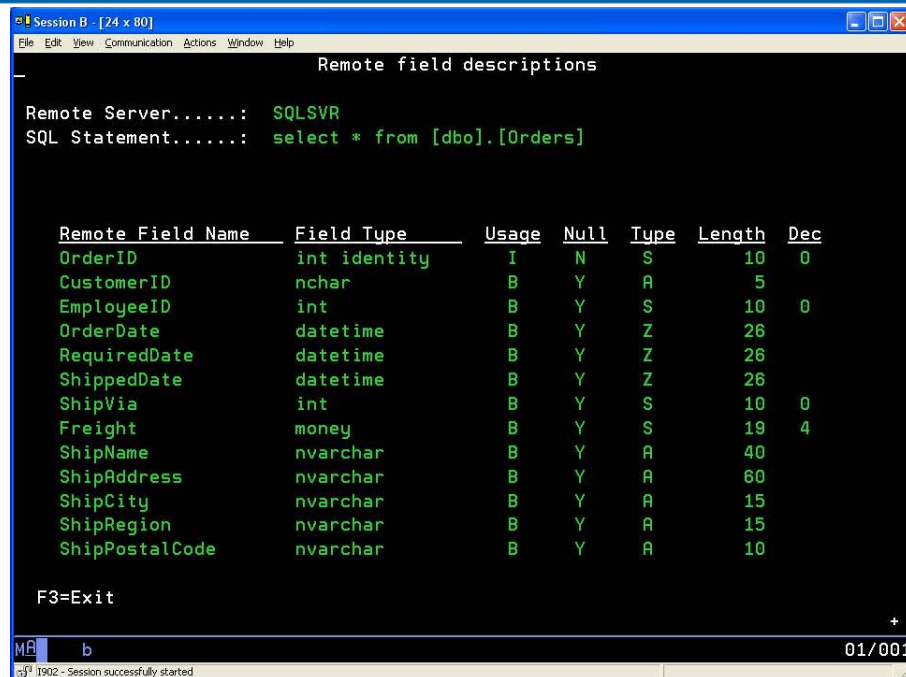 Session B - [24 x 80]
File Edit View Communication Actions Window Help
Remote field descriptions
Remote Server......: SQLSVR
SQL Statement......: select * from [dbo].[Orders]
Remote Field Name Field Type Usage Null Type Length Dec
OrderID int identity I N S 10 0
CustomerID nchar B Y A 5
EmployeeID int B Y S 10 0
OrderDate datetime B Y Z 26
RequiredDate datetime B Y Z 26
ShippedDate datetime B Y Z 26
ShipVia int B Y S 10 0
Freight money B Y S 19 4
ShipName nvarchar B Y A 40
ShipAddress nvarchar B Y A 60
ShipCity nvarchar B Y A 15
ShipRegion nvarchar B Y A 15
ShipPostalCode nvarchar B Y A 10
F3=Exit
+
MA b 01/001
I902 - Session successfully started